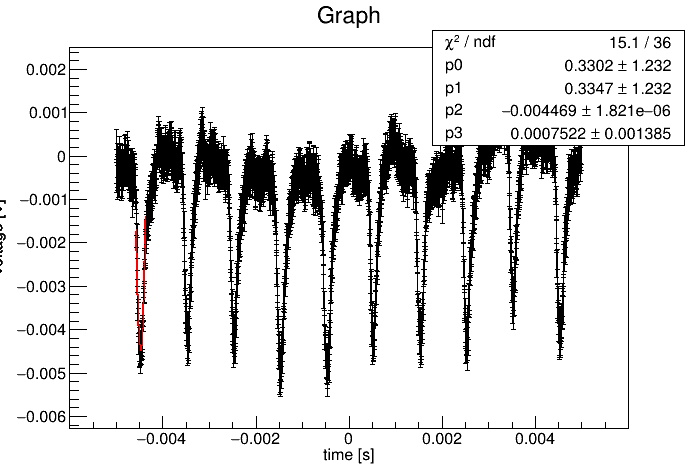 Graph
χ² / ndf 15.1 / 36
p0 0.3302 ± 1.232
p1 0.3347 ± 1.232
p2 −0.004469 ± 1.821e−06
p3 0.0007522 ± 0.001385
0.002
0.001
0
−0.001
−0.002
−0.003
−0.004
−0.005
−0.006
−0.004 −0.002 0 0.002 0.004
time [s]